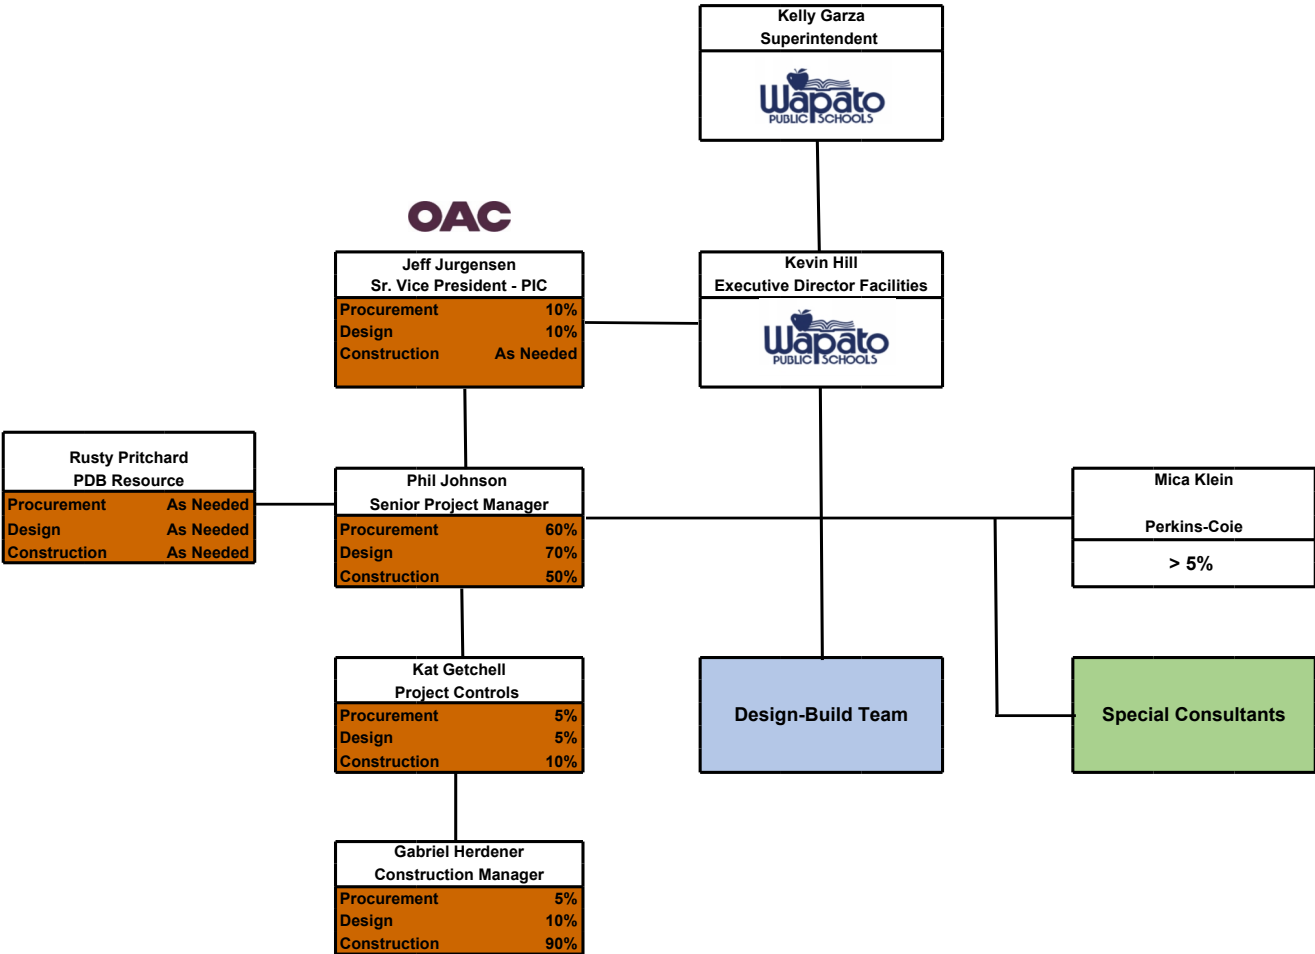 Kelly Garza
Superintendent
Wapato
PUBLIC SCHOOLS
OAC
Jeff Jurgensen
Sr. Vice President - PIC
Procurement 10%
Design 10%
Construction As Needed
Kevin Hill
Executive Director Facilities
Wapato
PUBLIC SCHOOLS
Rusty Pritchard
PDB Resource
Procurement As Needed
Design As Needed
Construction As Needed
Phil Johnson
Senior Project Manager
Procurement 60%
Design 70%
Construction 50%
Mica Klein
Perkins-Coie
> 5%
Kat Getchell
Project Controls
Procurement 5%
Design 5%
Construction 10%
Design-Build Team
Special Consultants
Gabriel Herdener
Construction Manager
Procurement 5%
Design 10%
Construction 90%